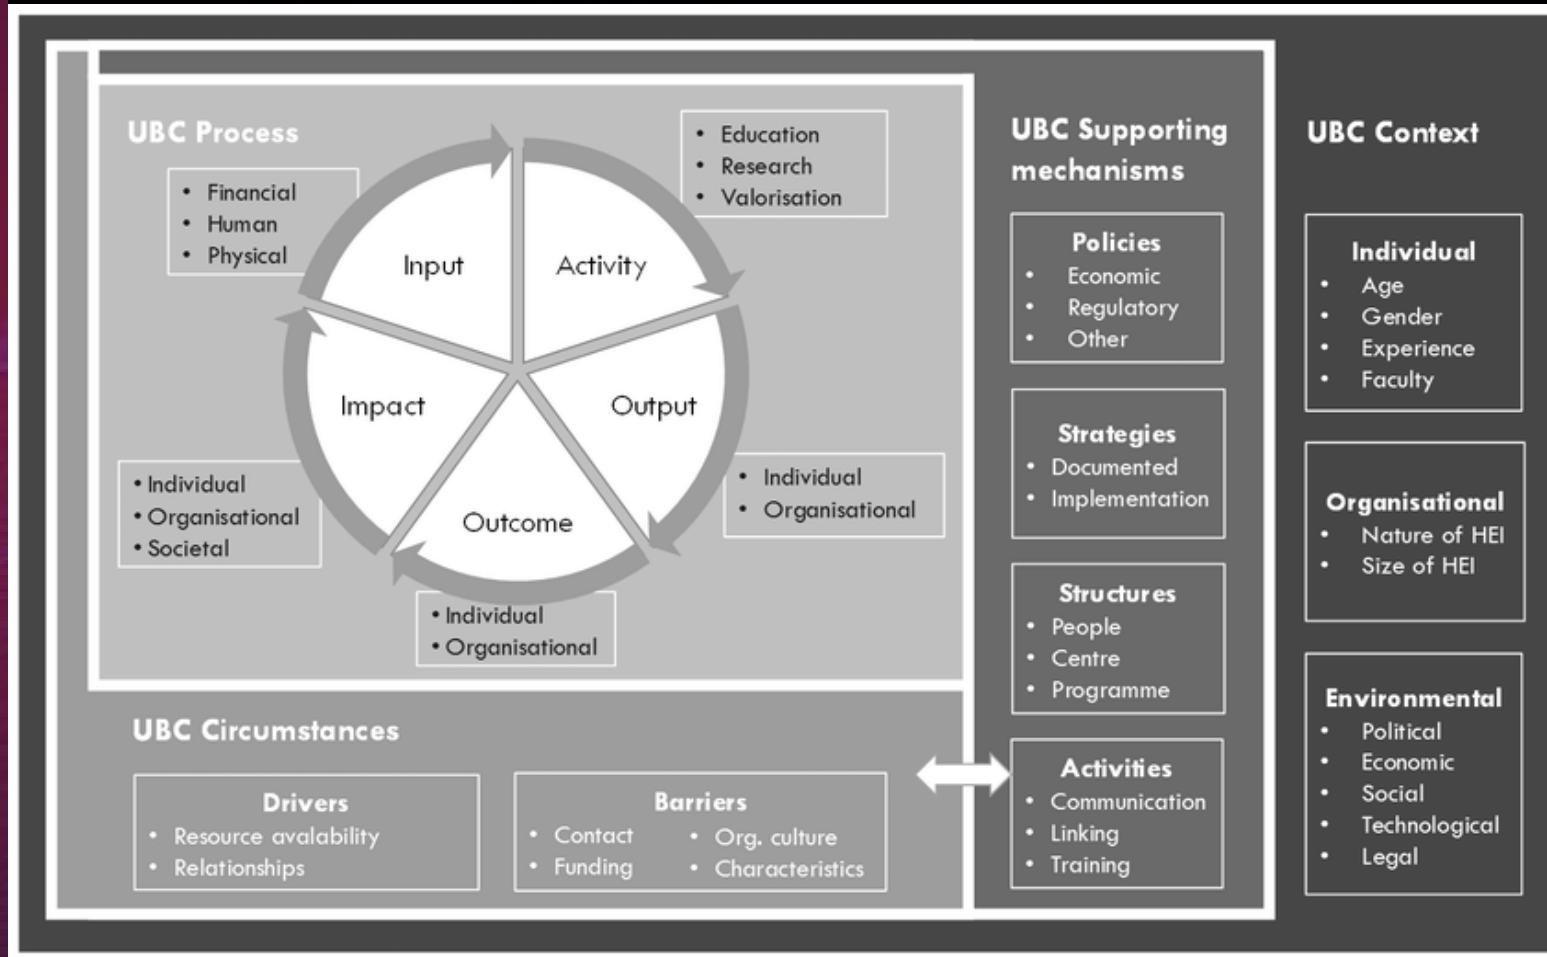 UBC Process
• Financial
• Human
• Physical
• Education
• Research
• Valorisation
Input
Activity
Impact
Output
Outcome
• Individual
• Organisational
• Societal
• Individual
• Organisational
• Individual
• Organisational
UBC Circumstances
Drivers
• Resource avalability
• Relationships
Barriers
• Contact
• Funding
• Org. culture
• Characteristics
UBC Supporting
mechanisms
Policies
• Economic
• Regulatory
• Other
Strategies
• Documented
• Implementation
Structures
• People
• Centre
• Programme
Activities
• Communication
• Linking
• Training
UBC Context
Individual
• Age
• Gender
• Experience
• Faculty
Organisational
• Nature of HEI
• Size of HEI
Environmental
• Political
• Economic
• Social
• Technological
• Legal